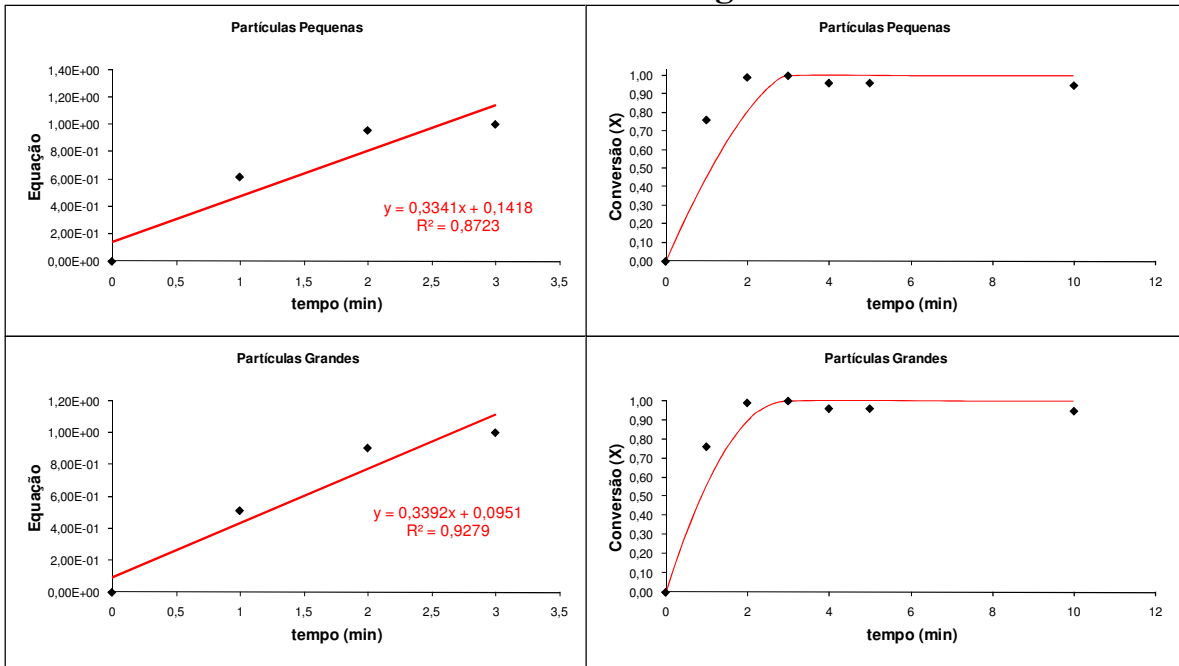 Partículas Pequenas
1,40E+00
1,20E+00
1,00E+00
8,00E-01
6,00E-01
4,00E-01
2,00E-01
0,00E+00
Equação
y = 0,3341x + 0,1418
R² = 0,8723
0 0,5 1 1,5 2 2,5 3 3,5
tempo (min)
Partículas Pequenas
1,00
0,90
0,80
0,70
0,60
0,50
0,40
0,30
0,20
0,10
0,00
Conversão (X)
0 2 4 6 8 10 12
tempo (min)
Partículas Grandes
1,20E+00
1,00E+00
8,00E-01
6,00E-01
4,00E-01
2,00E-01
0,00E+00
Equação
y = 0,3392x + 0,0951
R² = 0,9279
0 0,5 1 1,5 2 2,5 3 3,5
tempo (min)
Partículas Grandes
1,00
0,90
0,80
0,70
0,60
0,50
0,40
0,30
0,20
0,10
0,00
Conversão (X)
0 2 4 6 8 10 12
tempo (min)